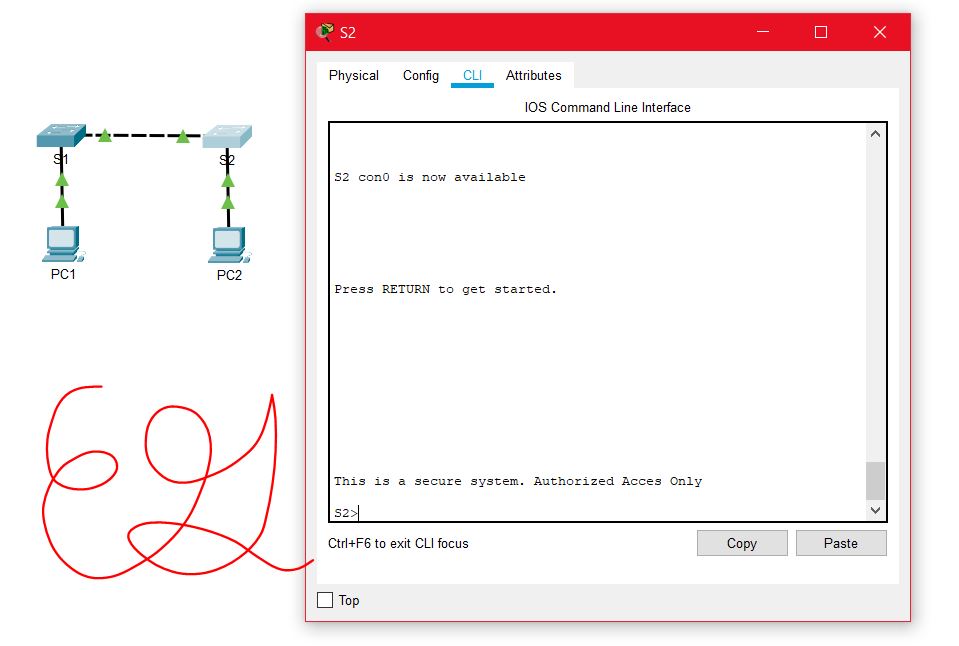 S2
Physical Config CLI Attributes
IOS Command Line Interface
S1 S2
S2 con0 is now available
PC1 PC2
Press RETURN to get started.
This is a secure system. Authorized Acces Only
S2>
Ctrl+F6 to exit CLI focus
Copy Paste
Top